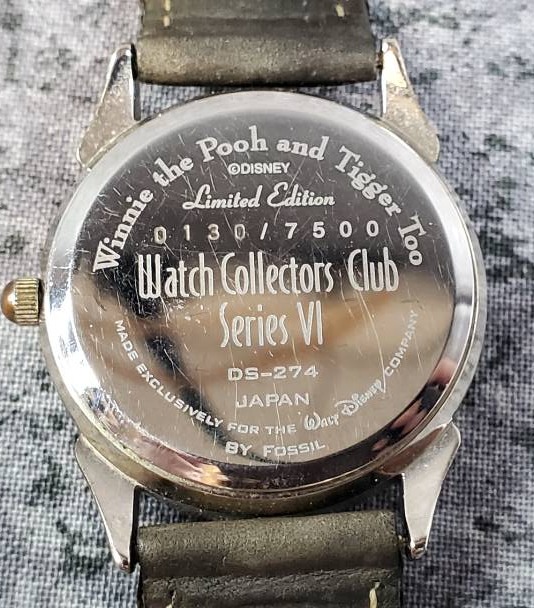 Winnie the Pooh and Tigger Too
©DISNEY
Limited Edition
0130/7500
Watch Collectors Club
Series VI
DS-274
JAPAN
MADE EXCLUSIVELY FOR THE Walt Disney COMPANY
BY FOSSIL